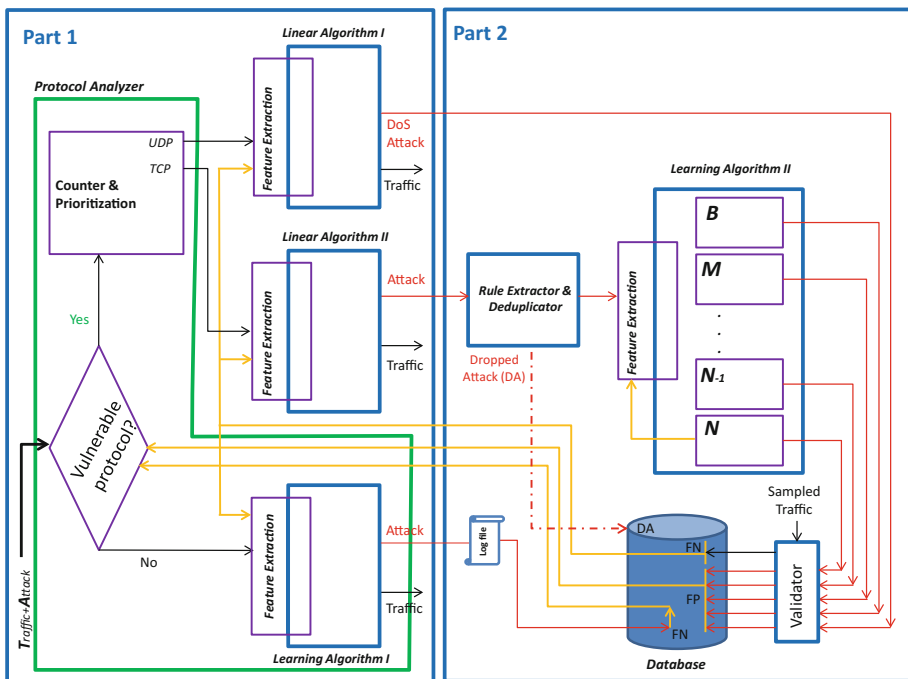 Part 1
Linear Algorithm I
Protocol Analyzer
UDP
TCP
Counter &
Prioritization
Feature Extraction
DoS
Attack
Traffic
Linear Algorithm II
Feature Extraction
Attack
Traffic
Yes
Vulnerable
protocol?
No
Traffic+Attack
Feature Extraction
Attack
Traffic
Learning Algorithm I
Log file
Part 2
Learning Algorithm II
Rule Extractor &
Deduplicator
Feature Extraction
B
M
.
.
.
.
N-1
N
Dropped
Attack (DA)
Sampled
Traffic
DA
FN
FP
FN
Validator
Database